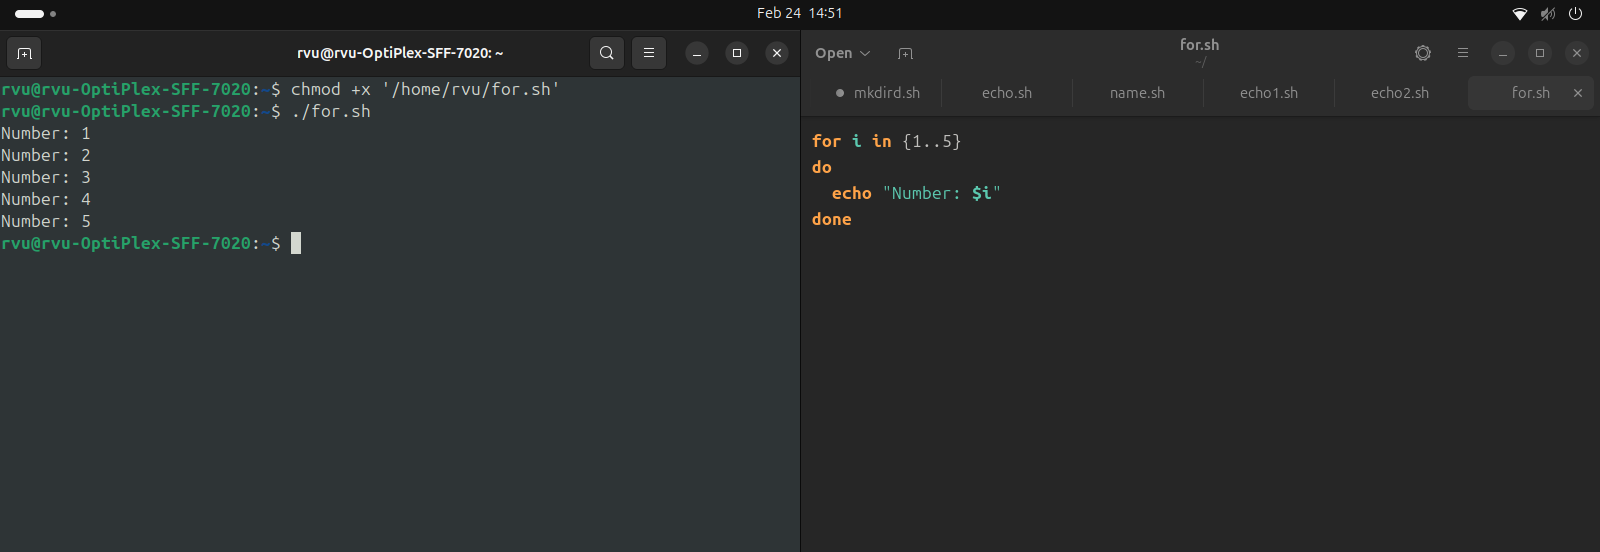 Feb 24 14:51
rvu@rvu-OptiPlex-SFF-7020: ~
rvu@rvu-OptiPlex-SFF-7020:~$ chmod +x '/home/rvu/for.sh'
rvu@rvu-OptiPlex-SFF-7020:~$ ./for.sh
Number: 1
Number: 2
Number: 3
Number: 4
Number: 5
rvu@rvu-OptiPlex-SFF-7020:~$
Open
for.sh
~/
mkdird.sh echo.sh name.sh echo1.sh echo2.sh for.sh
for i in {1..5}
do
  echo "Number: $i"
done